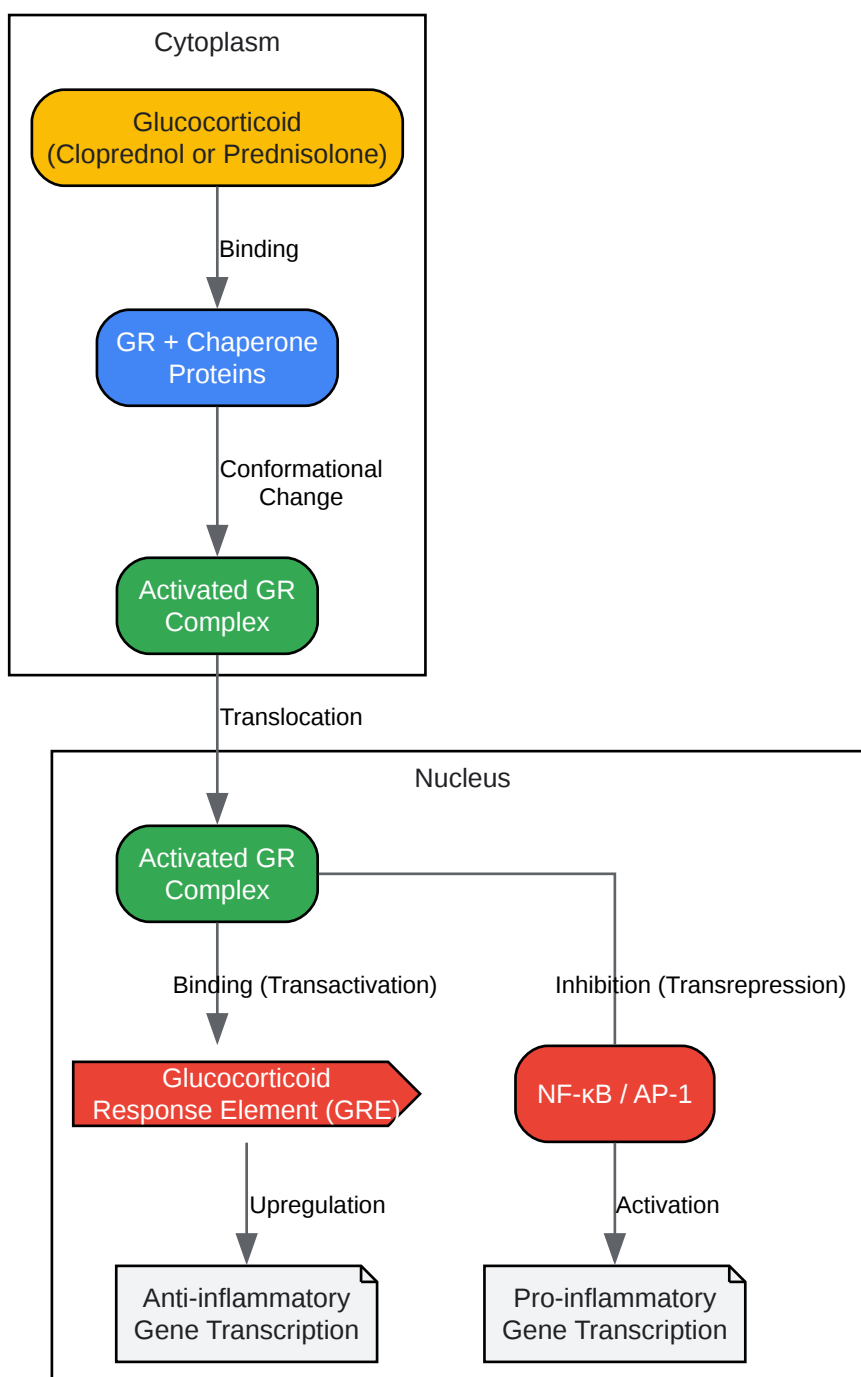 Cytoplasm
Glucocorticoid
(Cloprednol or Prednisolone)
Binding
GR + Chaperone
Proteins
Conformational
Change
Activated GR
Complex
Translocation
Nucleus
Activated GR
Complex
Binding (Transactivation)
Inhibition (Transrepression)
Glucocorticoid
Response Element (GRE)
NF-κB / AP-1
Upregulation
Activation
Anti-inflammatory
Gene Transcription
Pro-inflammatory
Gene Transcription